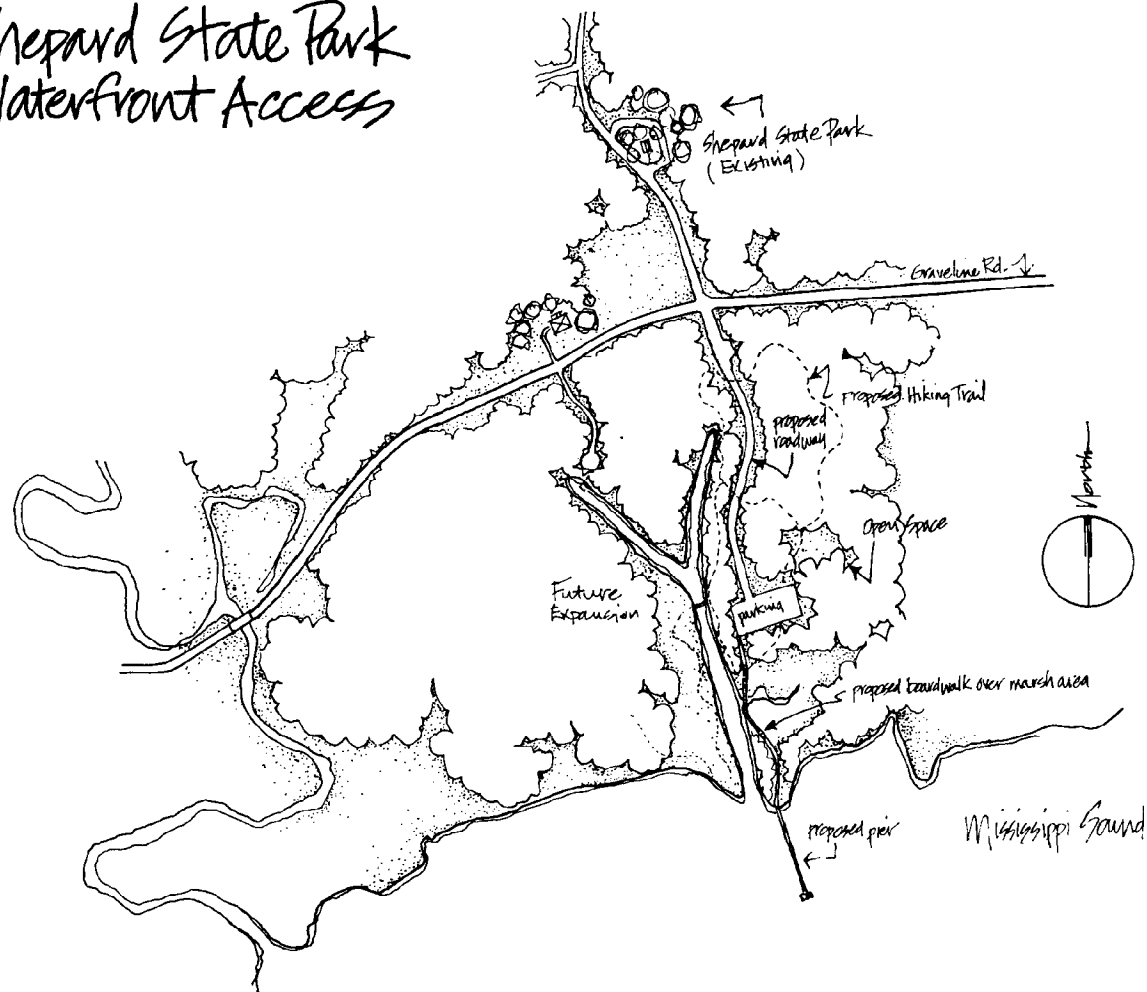 hepard State Park
Waterfront Access
Shepard State Park
(Existing)
Graveline Rd.
Proposed Hiking Trail
proposed
roadway
North
Open Space
Future
Expansion
parking
proposed boardwalk over marsh area
proposed pier
Mississippi Sound